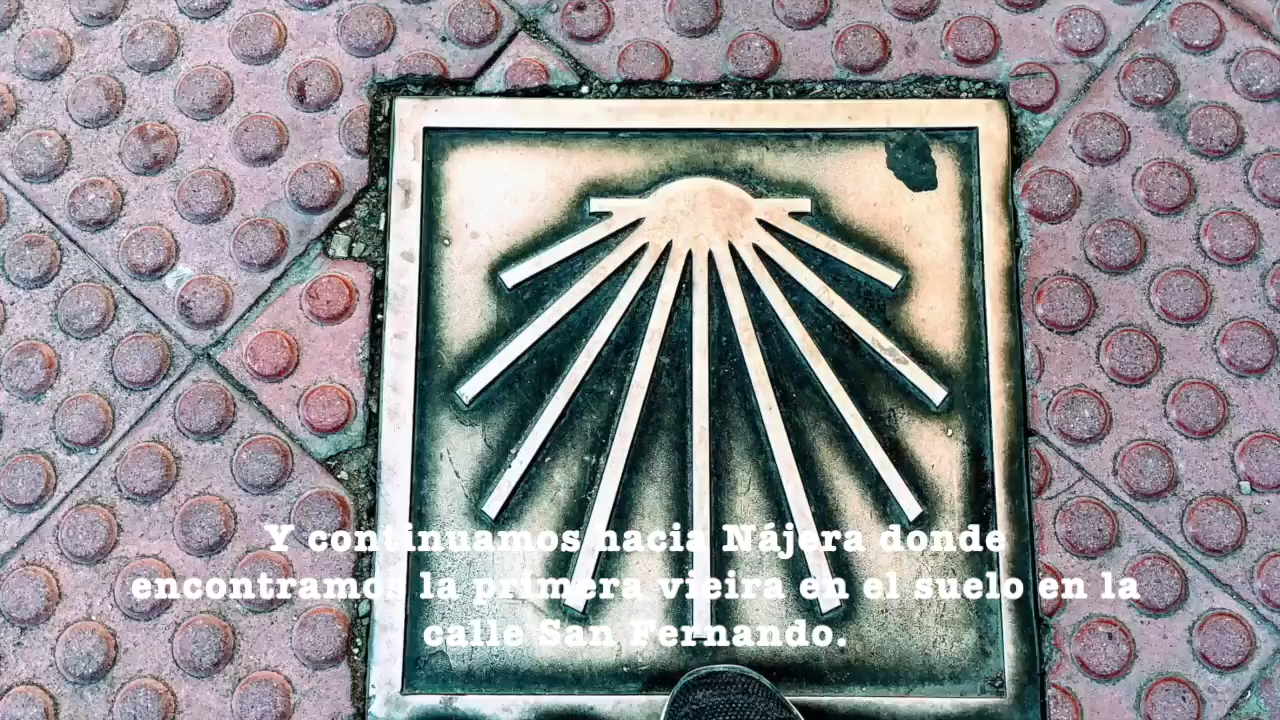 Y continuamos hacia Nájera donde
encontramos la primera vieira en el suelo en la
calle San Fernando.